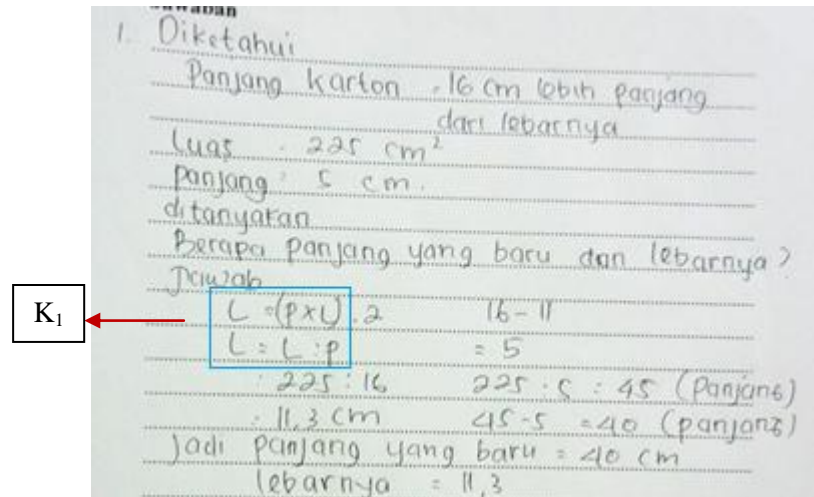 Jawaban
1. Diketahui
Panjang karton = 16 cm lebih panjang
dari lebarnya
Luas : 225 cm²
Panjang : 5 cm.
ditanyakan
Berapa panjang yang baru dan lebarnya?
Jawab
K₁
L = (p x L) . 2 16 - 11
L = L : p = 5
: 225 : 16 225 : 5 : 45 (Panjang)
: 11,3 cm 45 - 5 = 40 (panjang)
Jadi panjang yang baru = 40 cm
lebarnya = 11,3